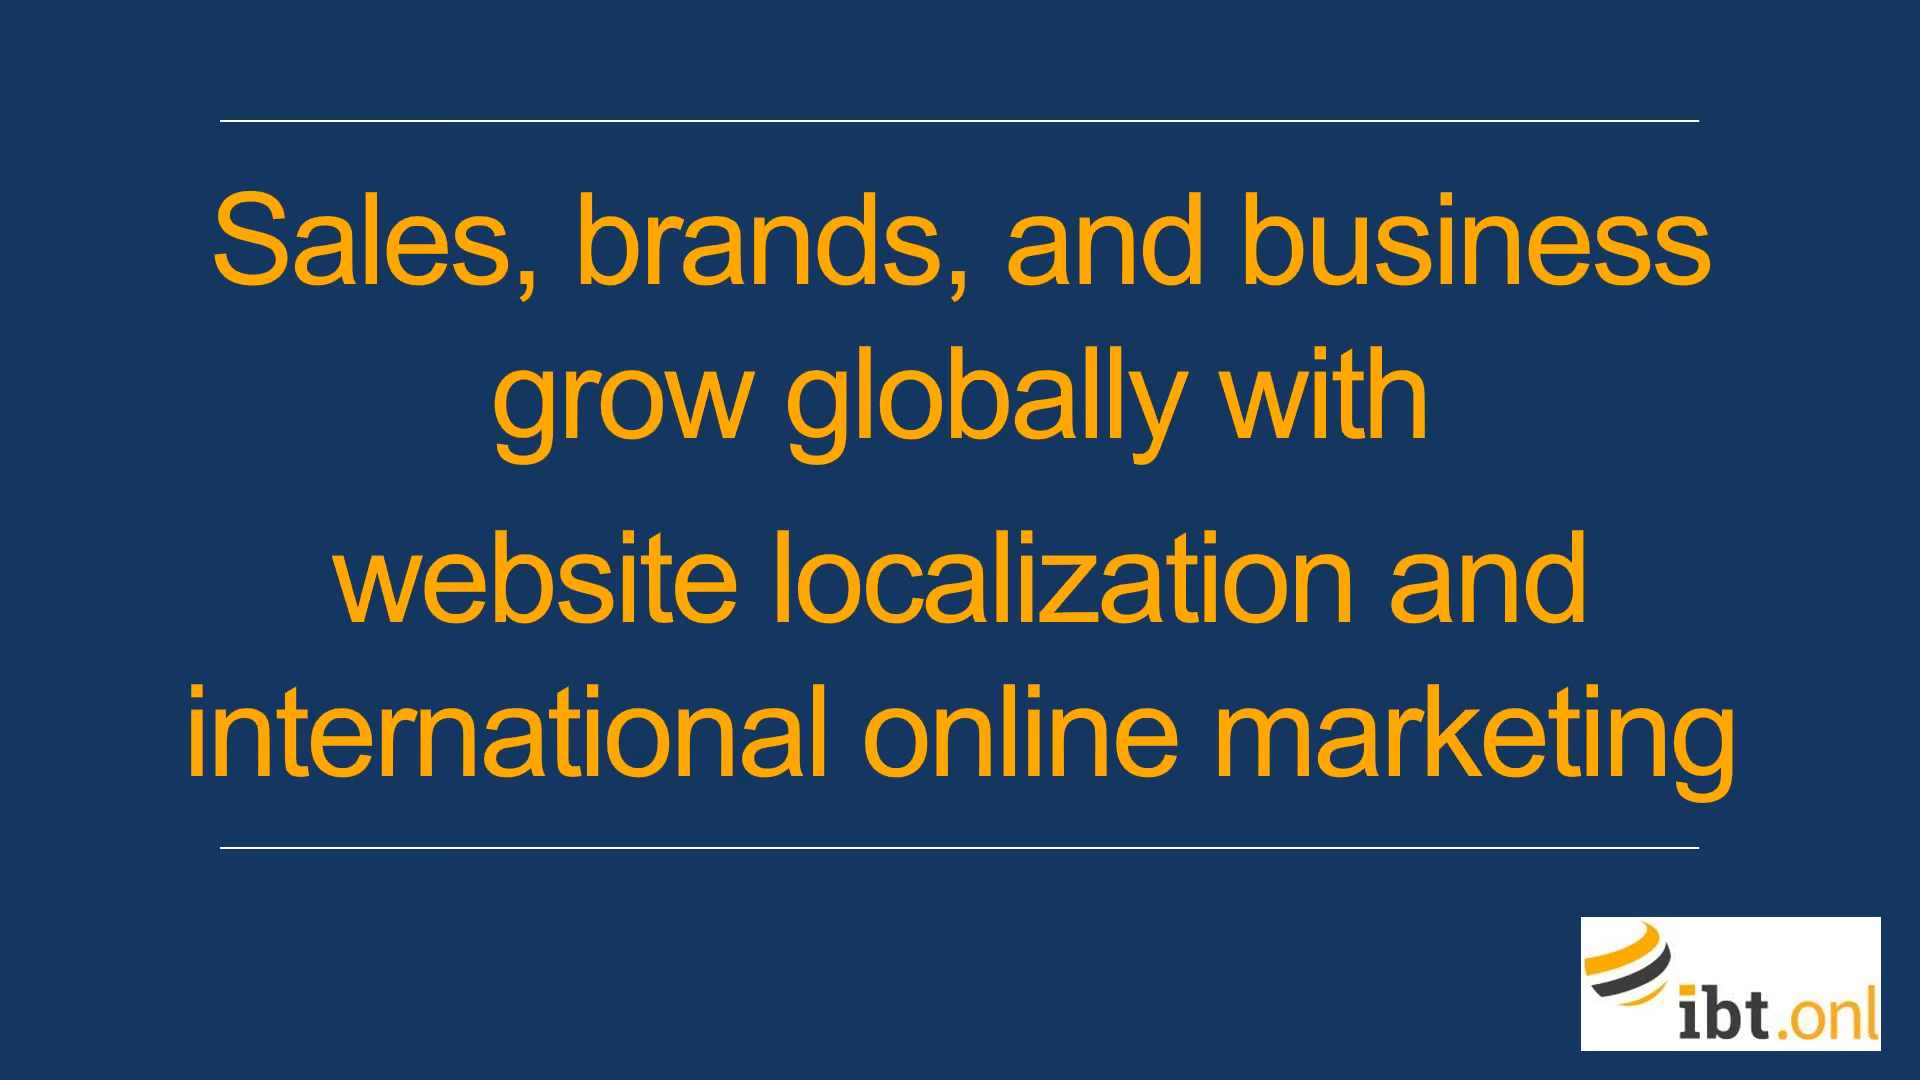 Sales, brands, and business
grow globally with
website localization and
international online marketing
ibt.onl